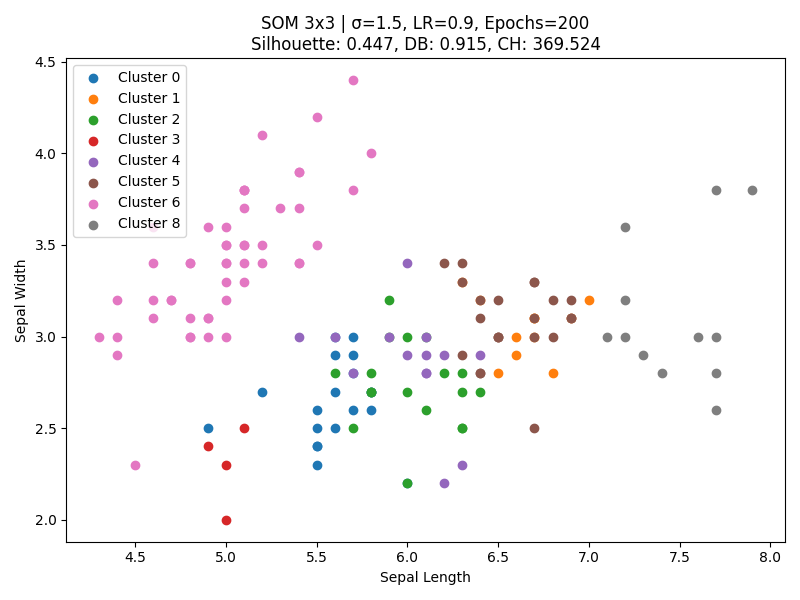 SOM 3x3 | σ=1.5, LR=0.9, Epochs=200
Silhouette: 0.447, DB: 0.915, CH: 369.524
Cluster 0
Cluster 1
Cluster 2
Cluster 3
Cluster 4
Cluster 5
Cluster 6
Cluster 8
Sepal Width
4.5
4.0
3.5
3.0
2.5
2.0
4.5
5.0
5.5
6.0
6.5
7.0
7.5
8.0
Sepal Length